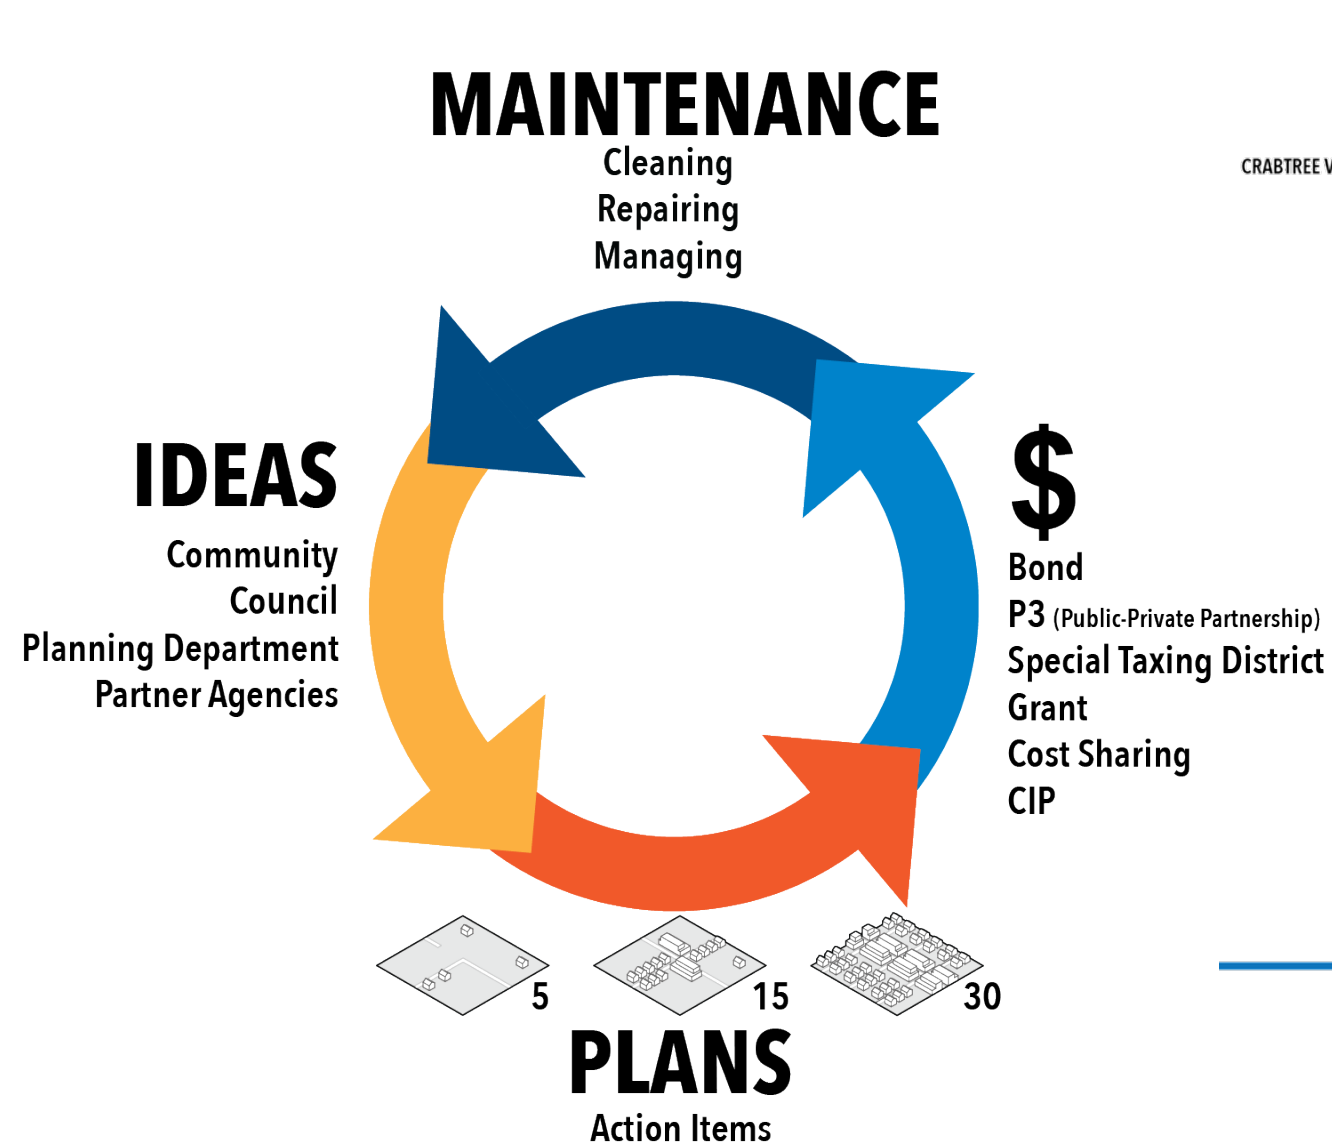 MAINTENANCE
Cleaning
Repairing
Managing
CRABTREE
IDEAS
Community
Council
Planning Department
Partner Agencies
$
Bond
P3 (Public-Private Partnership)
Special Taxing District
Grant
Cost Sharing
CIP
5
15
30
PLANS
Action Items